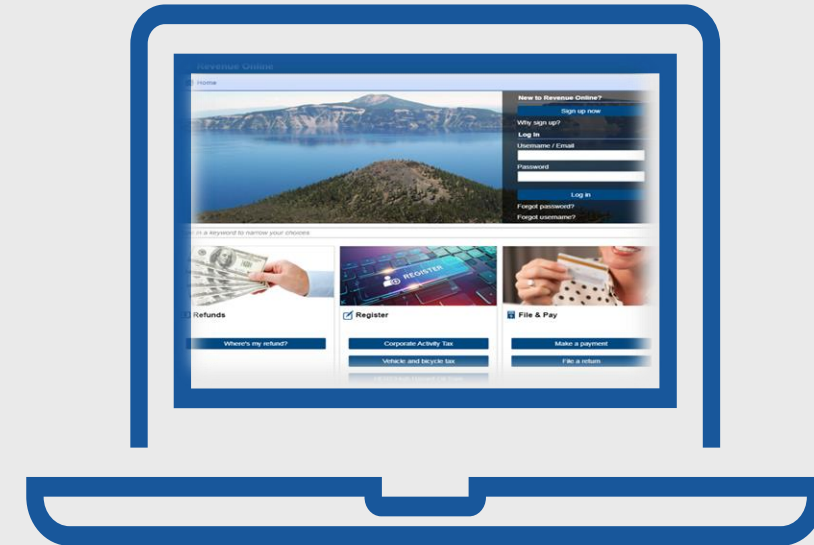 Revenue Online
Home
New to Revenue Online?
Sign up now
Why sign up?
Log in
Username / Email
Password
Log in
Forgot password?
Forgot username?
in a keyword to narrow your choices
REGISTER
Refunds
Register
File & Pay
Where's my refund?
Corporate Activity Tax
Make a payment
Vehicle and bicycle tax
File a return